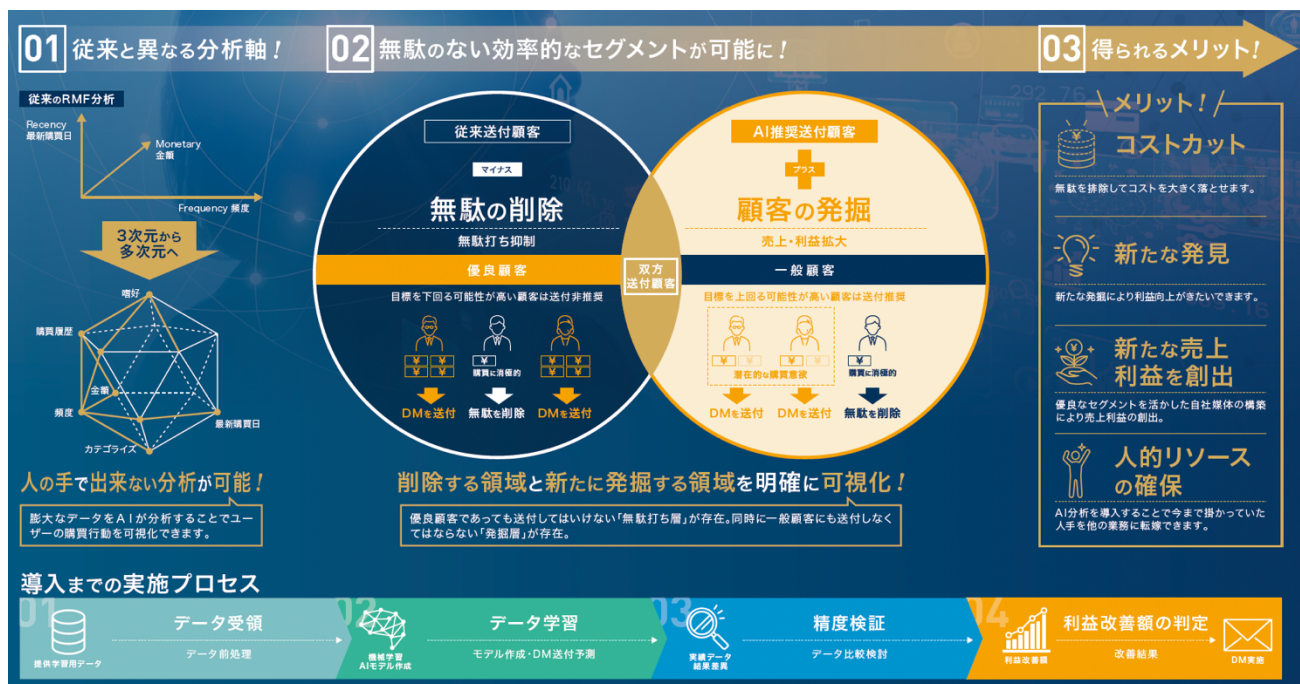 01 従来と異なる分析軸！
02 無駄のない効率的なセグメントが可能に！
03 得られるメリット！
従来のRMF分析
Recency
最新購買日
Monetary
金額
Frequency 頻度
3次元から
多次元へ
嗜好
購買履歴
金額
頻度
最新購買日
カテゴライズ
人の手で出来ない分析が可能！
膨大なデータをAIが分析することでユー
ザーの購買行動を可視化できます。
従来送付顧客
マイナス
無駄の削除
無駄打ち抑制
優良顧客
目標を下回る可能性が高い顧客は送付非推奨
¥ ¥
¥ ¥
¥
購買に消極的
¥ ¥
¥ ¥
DMを送付
無駄を削除
DMを送付
双方
送付顧客
AI推奨送付顧客
プラス
顧客の発掘
売上・利益拡大
一般顧客
目標を上回る可能性が高い顧客は送付推奨
¥ ¥
¥ ¥
潜在的な購買意欲
¥
購買に消極的
DMを送付
DMを送付
無駄を削除
削除する領域と新たに発掘する領域を明確に可視化！
優良顧客であっても送付してはいけない「無駄打ち層」が存在。同時に一般顧客にも送付しなく
てはならない「発掘層」が存在。
メリット！
¥
コストカット
無駄を排除してコストを大きく落とせます。
新たな発見
新たな発掘により利益向上がきたいできます。
¥
新たな売上
利益を創出
優良なセグメントを活かした自社媒体の構築
により売上利益の創出。
人的リソース
の確保
AI分析を導入することで今まで掛かっていた
人手を他の業務に転嫁できます。
導入までの実施プロセス
01
提供学習用データ
データ受領
データ前処理
02
機械学習
AIモデル作成
データ学習
モデル作成・DM送付予測
03
実績データ
結果差異
精度検証
データ比較検討
04
利益改善額
利益改善額の判定
改善結果
DM実施